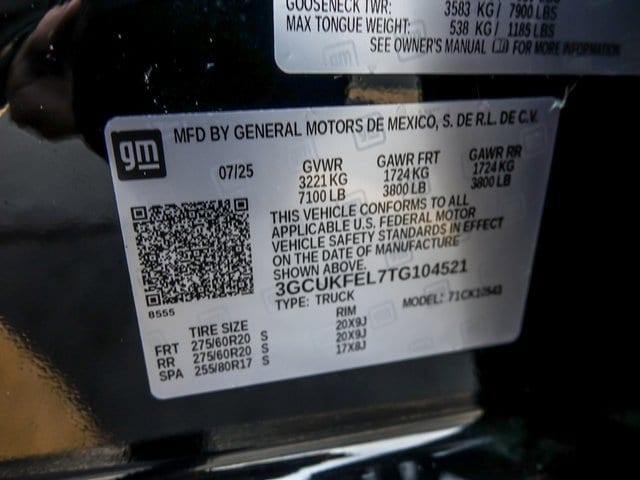 GOOSENECK TWR: 3583 KG / 7900 LBS
MAX TONGUE WEIGHT: 538 KG / 1185 LBS
SEE OWNER'S MANUAL FOR MORE INFORMATION
gm
MFD BY GENERAL MOTORS DE MEXICO, S. DE R.L. DE C.V.
07/25
GVWR GAWR FRT GAWR RR
3221 KG 1724 KG 1724 KG
7100 LB 3800 LB 3800 LB
THIS VEHICLE CONFORMS TO ALL
APPLICABLE U.S. FEDERAL MOTOR
VEHICLE SAFETY STANDARDS IN EFFECT
ON THE DATE OF MANUFACTURE
SHOWN ABOVE.
3GCUKFEL7TG104521
TYPE: TRUCK MODEL: 71CK10543
8555
TIRE SIZE RIM
FRT 275/60R20 S 20X9J
RR 275/60R20 S 20X9J
SPA 255/80R17 S 17X8J